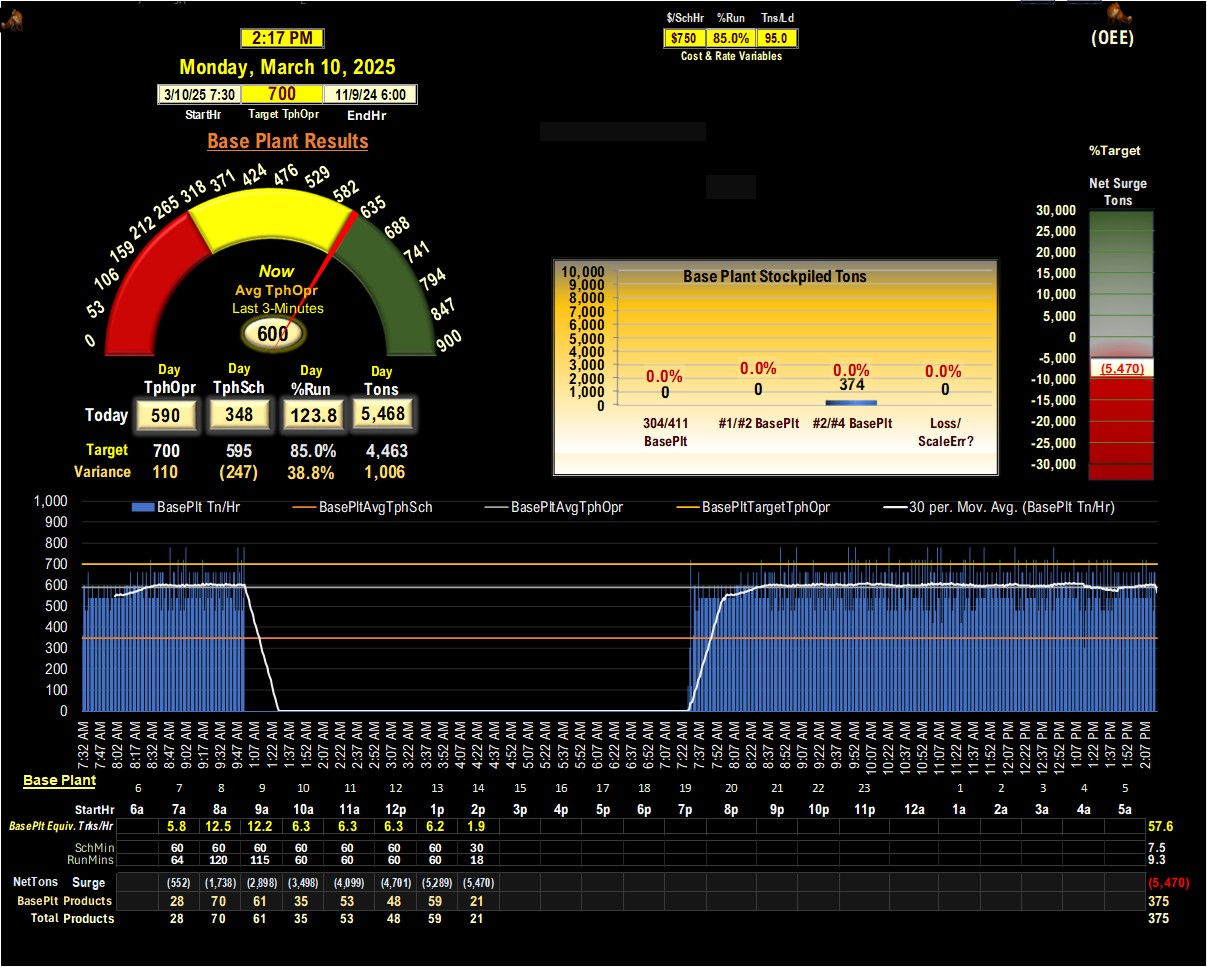 $/SchHr %Run Tns/Ld
$750 85.0% 95.0
Cost & Rate Variables
(OEE)
2:17 PM
Monday, March 10, 2025
3/10/25 7:30 700 11/9/24 6:00
StartHr Target TphOpr EndHr
Base Plant Results
0 53 106 159 212 265 318 371 424 476 529 582 635 688 741 794 847 900
Now
Avg TphOpr
Last 3-Minutes
600
Day Day Day Day
TphOpr TphSch %Run Tons
Today 590 348 123.8 5,468
Target 700 595 85.0% 4,463
Variance 110 (247) 38.8% 1,006
Base Plant Stockpiled Tons
10,000
9,000
8,000
7,000
6,000
5,000
4,000
3,000
2,000
1,000
0
0.0% 0.0% 0.0% 0.0%
0 0 374 0
304/411 BasePlt
#1/#2 BasePlt
#2/#4 BasePlt
Loss/ ScaleErr?
%Target
Net Surge
Tons
30,000
25,000
20,000
15,000
10,000
5,000
0
-5,000
(5,470)
-10,000
-15,000
-20,000
-25,000
-30,000
BasePlt Tn/Hr BasePltAvgTphSch BasePltAvgTphOpr BasePltTargetTphOpr 30 per. Mov. Avg. (BasePlt Tn/Hr)
1,000
900
800
700
600
500
400
300
200
100
0
7:32 AM 7:47 AM 8:02 AM 8:17 AM 8:32 AM 8:47 AM 9:02 AM 9:17 AM 9:32 AM 9:47 AM 1:07 AM 1:22 AM 1:37 AM 1:52 AM 2:07 AM 2:22 AM 2:37 AM 2:52 AM 3:07 AM 3:22 AM 3:37 AM 3:52 AM 4:07 AM 4:22 AM 4:37 AM 4:52 AM 5:07 AM 5:22 AM 5:37 AM 5:52 AM 6:07 AM 6:22 AM 6:37 AM 6:52 AM 7:07 AM 7:22 AM 7:37 AM 7:52 AM 8:07 AM 8:22 AM 8:37 AM 8:52 AM 9:07 AM 9:22 AM 9:37 AM 9:52 AM 10:07 AM 10:22 AM 10:37 AM 10:52 AM 11:07 AM 11:22 AM 11:37 AM 11:52 AM 12:07 PM 12:22 PM 12:37 PM 12:52 PM 1:07 PM 1:22 PM 1:37 PM 1:52 PM 2:07 PM
Base Plant
6 7 8 9 10 11 12 13 14 15 16 17 18 19 20 21 22 23 1 2 3 4 5
StartHr 6a 7a 8a 9a 10a 11a 12p 1p 2p 3p 4p 5p 6p 7p 8p 9p 10p 11p 12a 1a 2a 3a 4a 5a
BasePlt Equiv. Trks/Hr 5.8 12.5 12.2 6.3 6.3 6.3 6.2 1.9 57.6
SchMin 60 60 60 60 60 60 60 30 7.5
RunMins 64 120 115 60 60 60 60 18 9.3
NetTons Surge (552) (1,738) (2,898) (3,498) (4,099) (4,701) (5,289) (5,470) (5,470)
BasePlt Products 28 70 61 35 53 48 59 21 375
Total Products 28 70 61 35 53 48 59 21 375